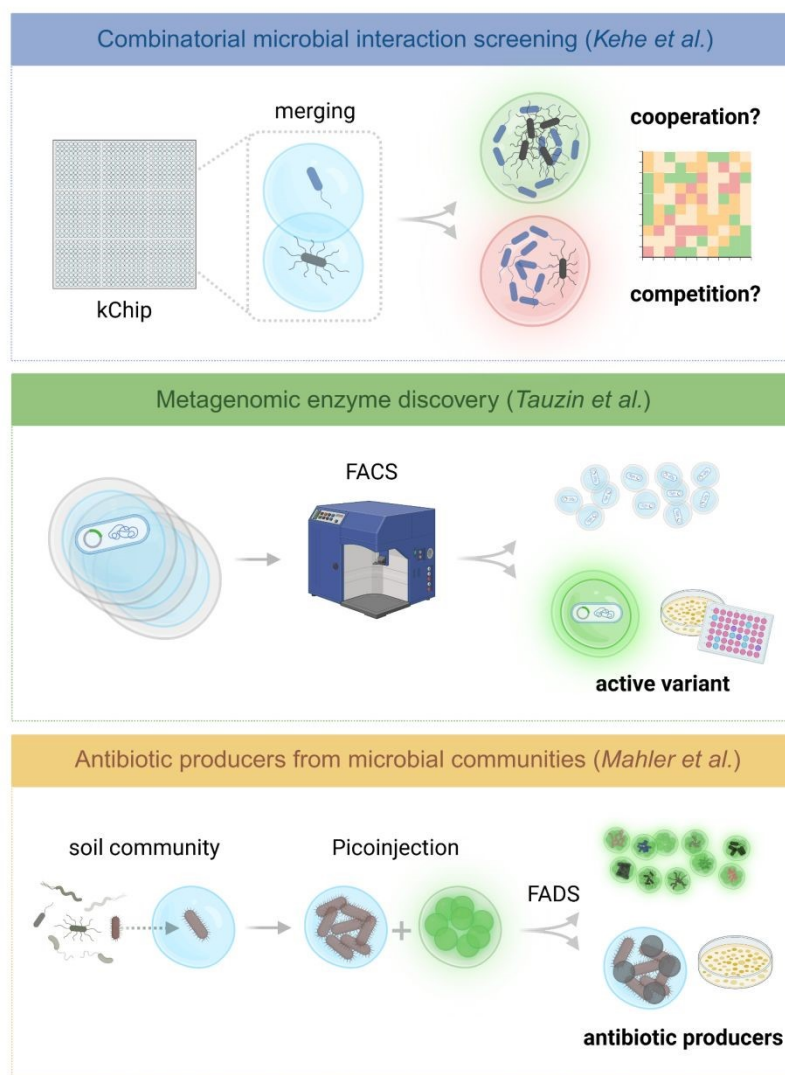 Combinatorial microbial interaction screening (Kehe et al.)
merging
cooperation?
kChip
competition?
Metagenomic enzyme discovery (Tauzin et al.)
FACS
active variant
Antibiotic producers from microbial communities (Mahler et al.)
soil community
Picoinjection
FADS
+
antibiotic producers